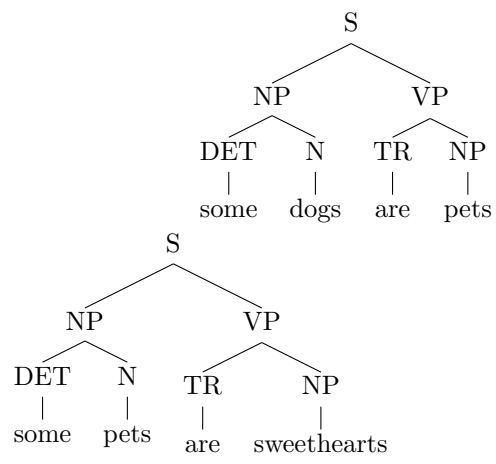 S
NP VP
DET N TR NP
some dogs are pets
S
NP VP
DET N TR NP
some pets are sweethearts